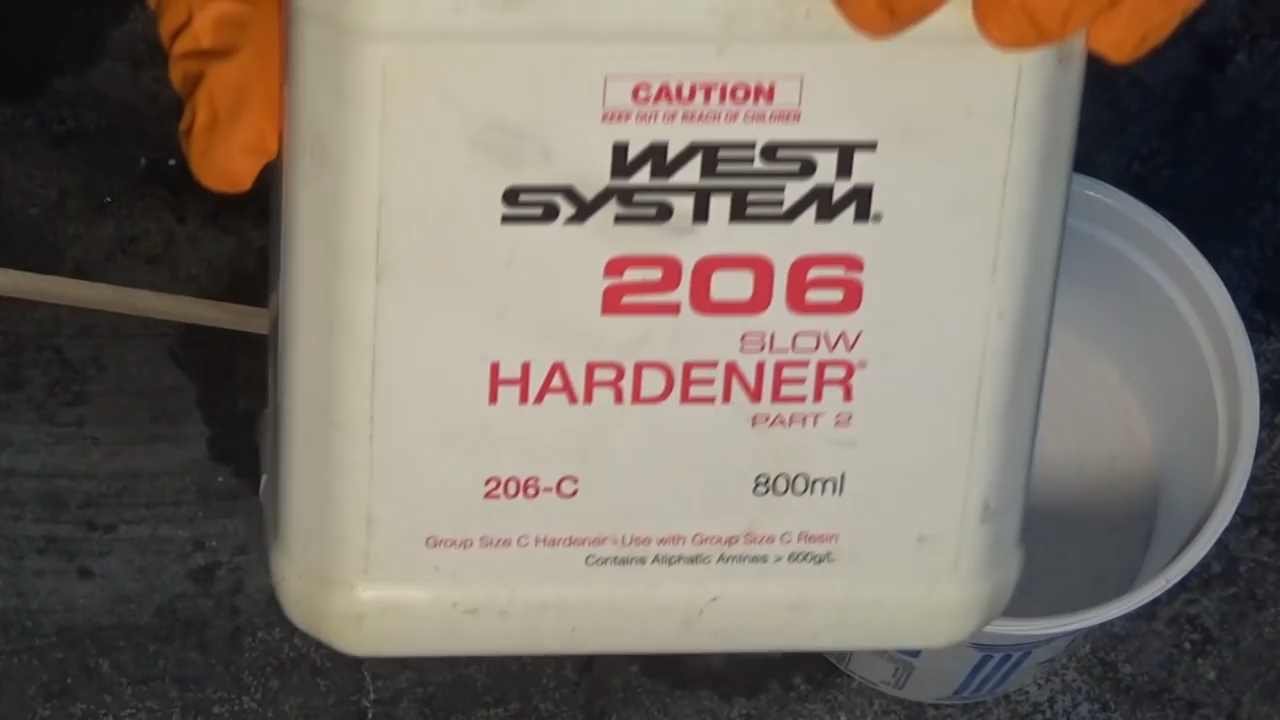 CAUTION
KEEP OUT OF REACH OF CHILDREN
WEST
SYSTEM®
206
SLOW
HARDENER®
PART 2
206-C 800ml
Group Size C Hardener - Use with Group Size C Resin
Contains Aliphatic Amines > 600g/L